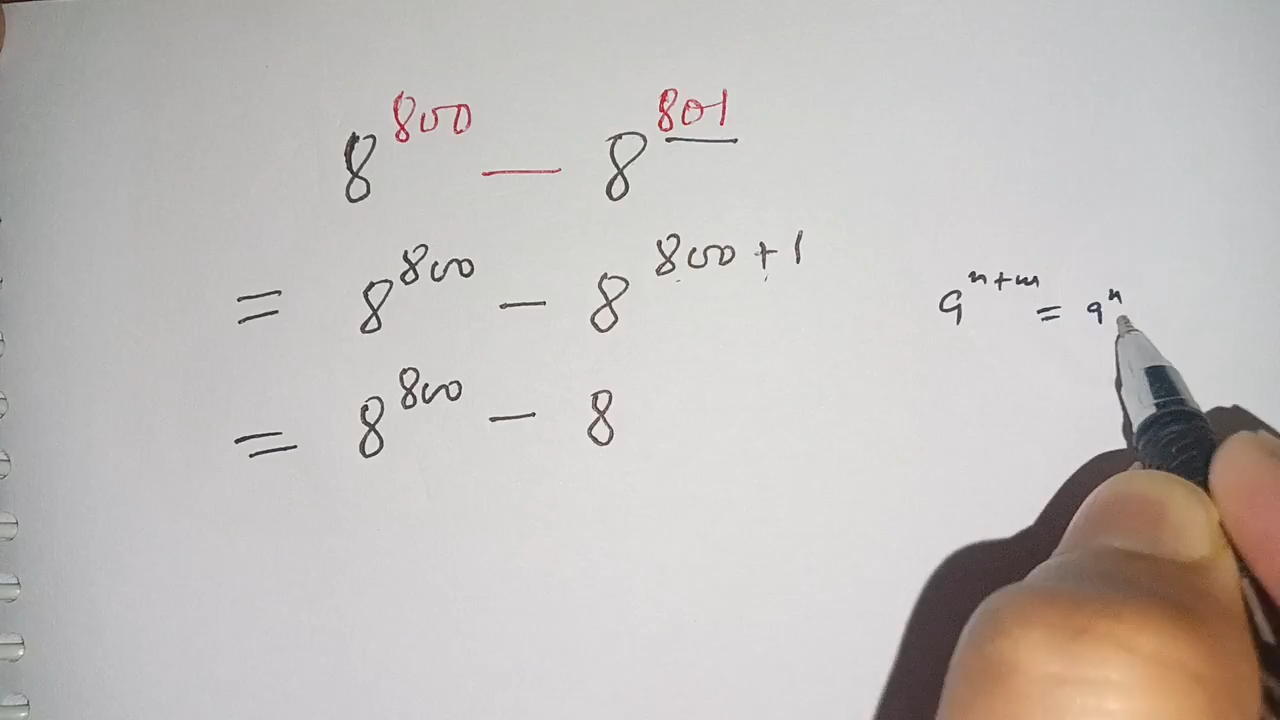 8^800 — 8^801
= 8^800 - 8^800+1
a^n+m = a^n
= 8^800 - 8